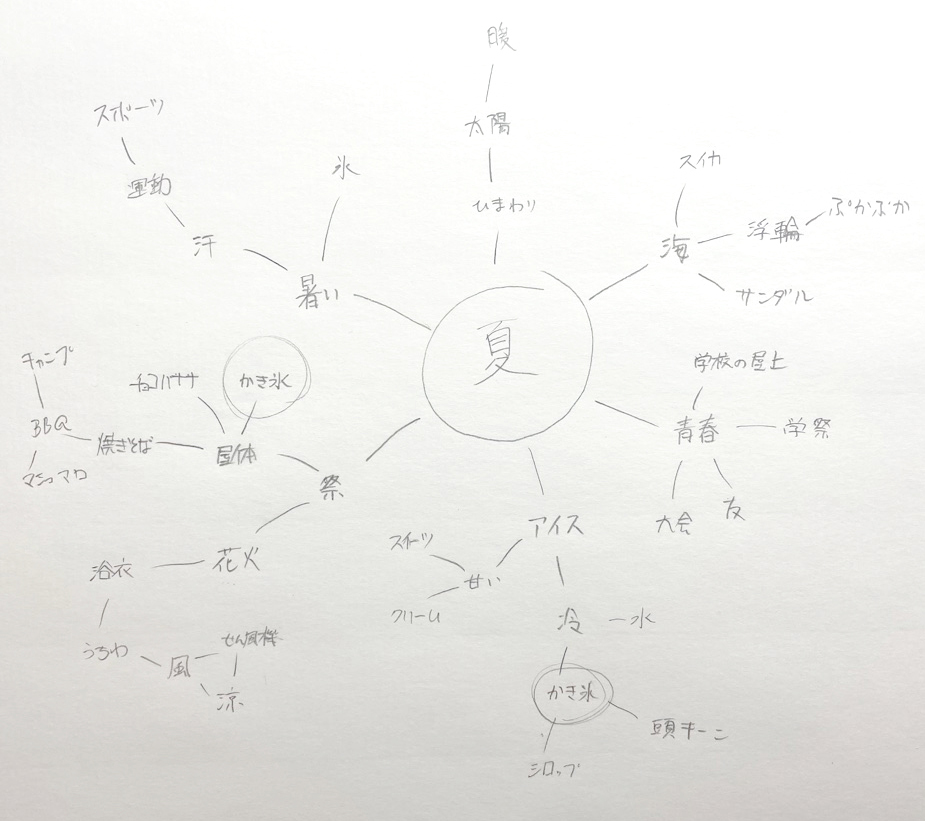 暖
太陽
ひまわり
夏
スポーツ
運動
汗
氷
暑い
スイカ
海
浮輪
ぷかぷか
サンダル
学校の屋上
青春
学祭
大会
友
キャンプ
BBQ
マシュマロ
焼きそば
チョコバナナ
かき氷
屋体
祭
花火
浴衣
うちわ
風
せん風機
涼
アイス
甘い
スイーツ
クリーム
冷
水
かき氷
頭キーン
シロップ